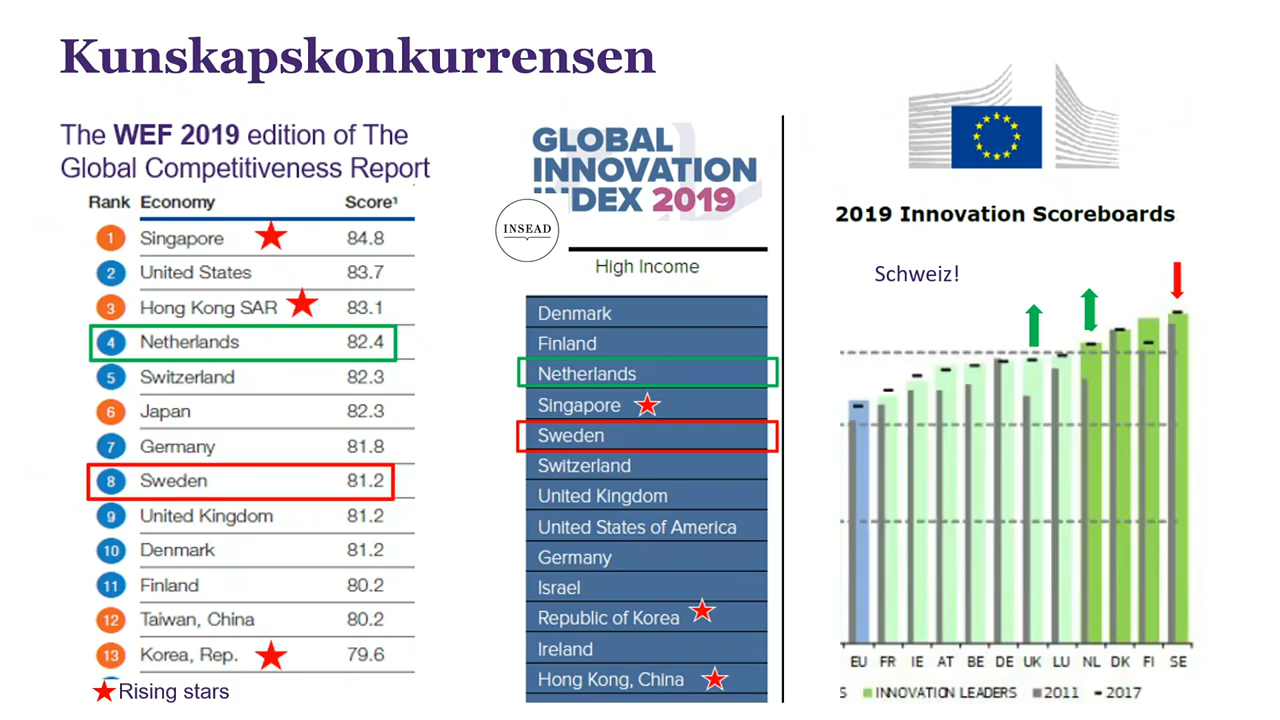 Kunskapskonkurrensen
The WEF 2019 edition of The
Global Competitiveness Report
Rank Economy Score¹
1 Singapore 84.8
2 United States 83.7
3 Hong Kong SAR 83.1
4 Netherlands 82.4
5 Switzerland 82.3
6 Japan 82.3
7 Germany 81.8
8 Sweden 81.2
9 United Kingdom 81.2
10 Denmark 81.2
11 Finland 80.2
12 Taiwan, China 80.2
13 Korea, Rep. 79.6
Rising stars
GLOBAL
INNOVATION
INDEX 2019
INSEAD
High Income
Denmark
Finland
Netherlands
Singapore
Sweden
Switzerland
United Kingdom
United States of America
Germany
Israel
Republic of Korea
Ireland
Hong Kong, China
2019 Innovation Scoreboards
Schweiz!
EU FR IE AT BE DE UK LU NL DK FI SE
S INNOVATION LEADERS 2011 2017